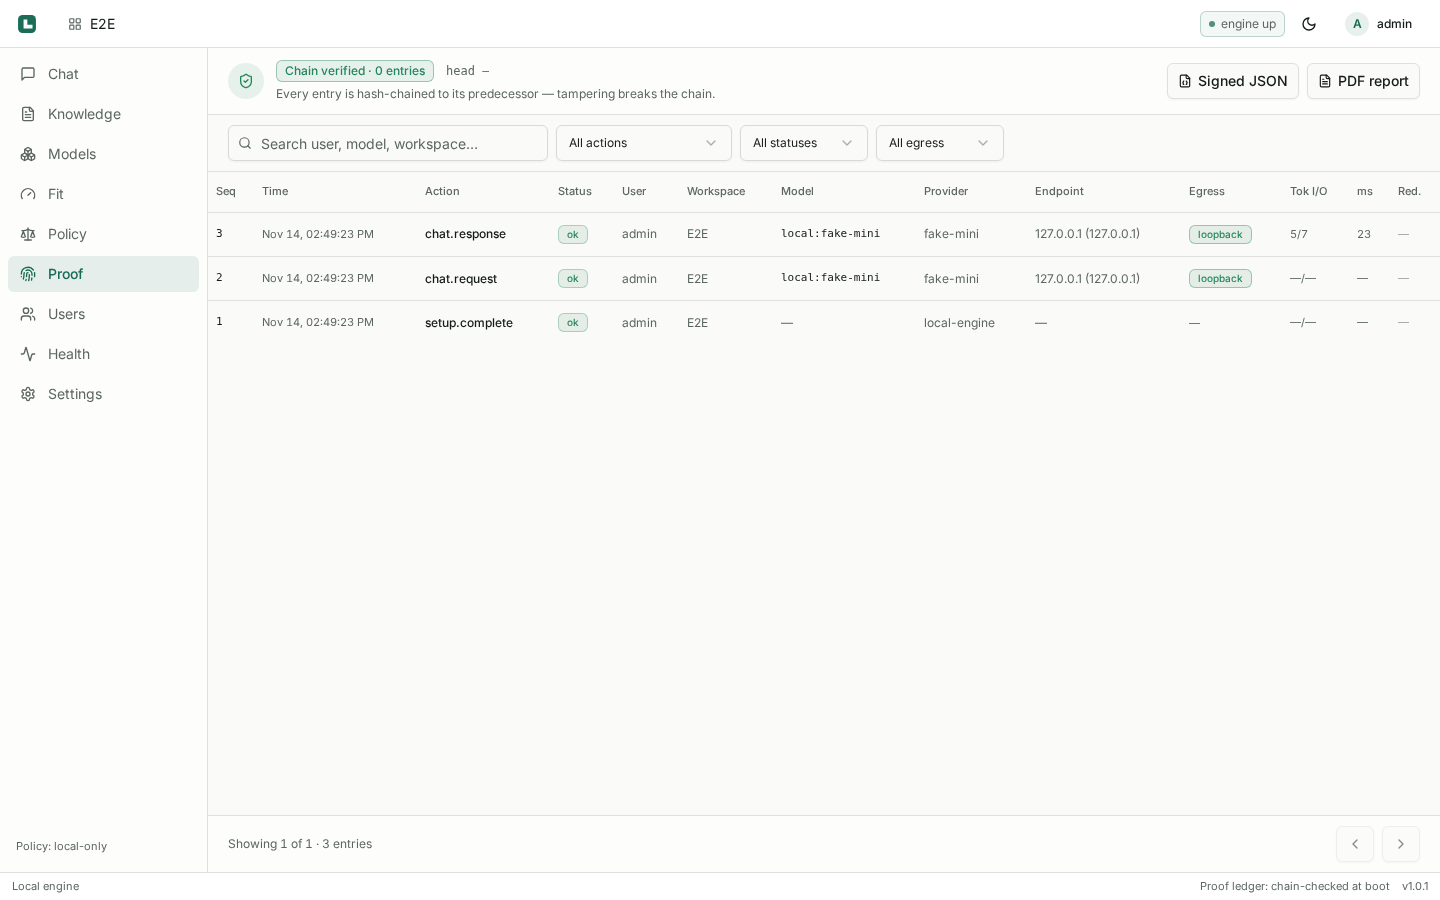 E2E
engine up
A admin
Chat
Knowledge
Models
Fit
Policy
Proof
Users
Health
Settings
Policy: local-only
Chain verified · 0 entries head —
Every entry is hash-chained to its predecessor — tampering breaks the chain.
Signed JSON
PDF report
Search user, model, workspace...
All actions
All statuses
All egress
Seq Time Action Status User Workspace Model Provider Endpoint Egress Tok I/O ms Red.
3 Nov 14, 02:49:23 PM chat.response ok admin E2E local:fake-mini fake-mini 127.0.0.1 (127.0.0.1) loopback 5/7 23 —
2 Nov 14, 02:49:23 PM chat.request ok admin E2E local:fake-mini fake-mini 127.0.0.1 (127.0.0.1) loopback —/— — —
1 Nov 14, 02:49:23 PM setup.complete ok admin E2E — local-engine — — —/— — —
Showing 1 of 1 · 3 entries
Local engine
Proof ledger: chain-checked at boot v1.0.1